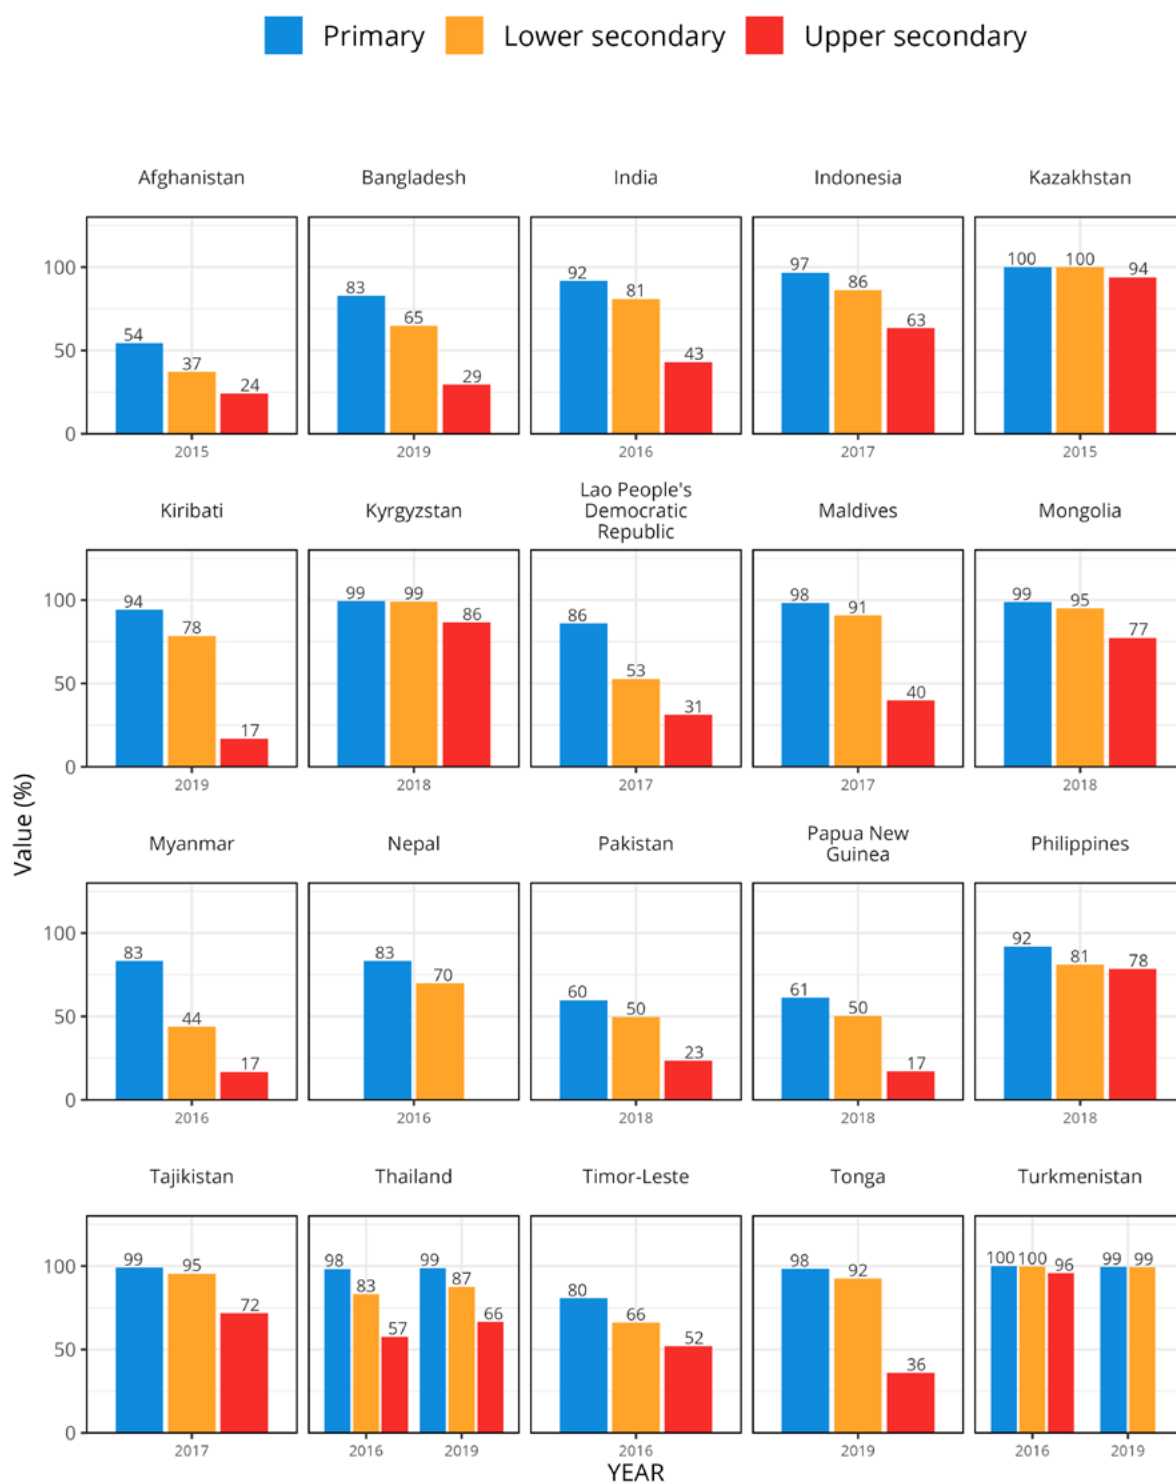 Primary Lower secondary Upper secondary
Afghanistan Bangladesh India Indonesia Kazakhstan
100
50
0
54 37 24
83 65 29
92 81 43
97 86 63
100 100 94
2015 2019 2016 2017 2015
Kiribati Kyrgyzstan Lao People's Democratic Republic Maldives Mongolia
100
50
0
94 78 17
99 99 86
86 53 31
98 91 40
99 95 77
2019 2018 2017 2017 2018
Value (%)
Myanmar Nepal Pakistan Papua New Guinea Philippines
100
50
0
83 44 17
83 70
60 50 23
61 50 17
92 81 78
2016 2016 2018 2018 2018
Tajikistan Thailand Timor-Leste Tonga Turkmenistan
100
50
0
99 95 72
98 83 57 99 87 66
80 66 52
98 92 36
100 100 96 99 99
2017 2016 2019 2016 2019 2016 2019
YEAR